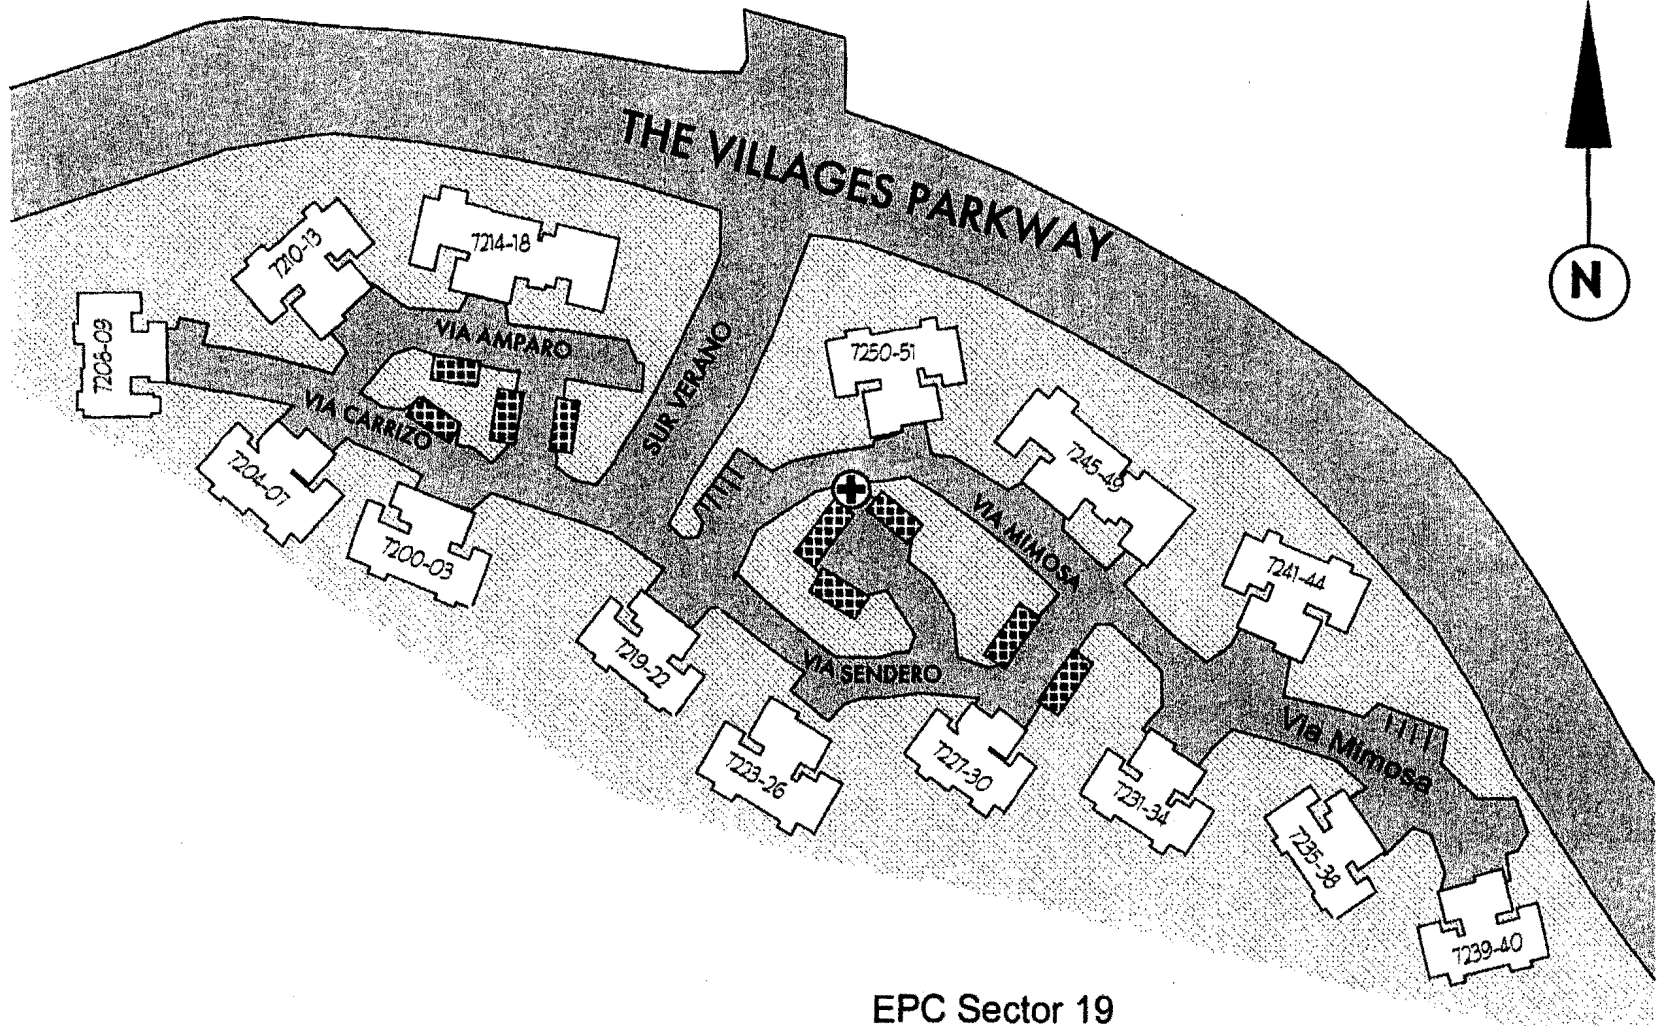 THE VILLAGES PARKWAY
N
7210-13
7214-18
7208-09
VIA AMPARO
SUR VERANO
7250-51
VIA CARRIZO
7204-07
7245-49
7200-03
VIA MIMOSA
7241-44
7219-22
VIA SENDERO
Via Mimosa
7223-26
7227-30
7231-34
7235-38
7239-40
EPC Sector 19